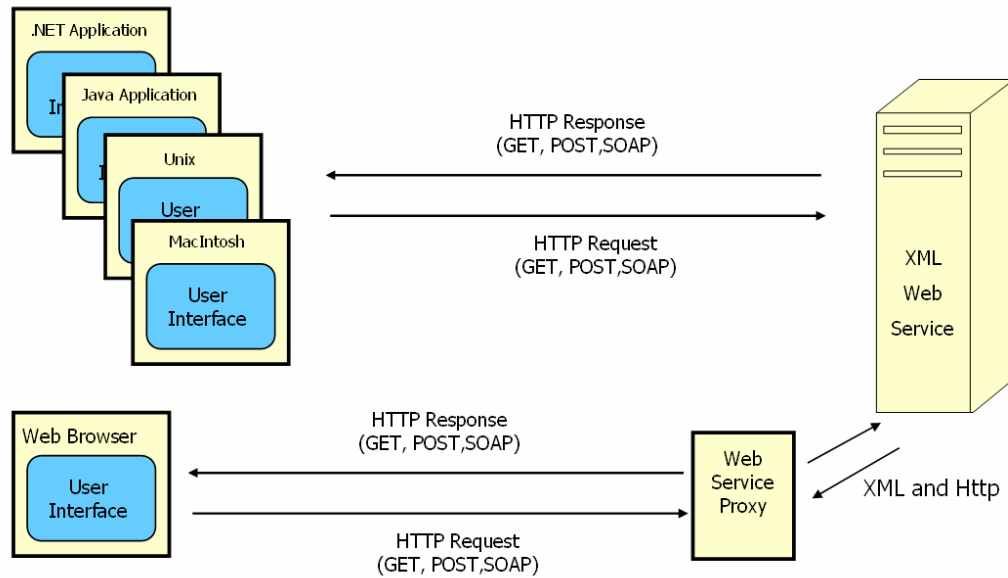 .NET Application
Java Application
Unix
User
MacIntosh
User
Interface
HTTP Response
(GET, POST,SOAP)
HTTP Request
(GET, POST,SOAP)
XML
Web
Service
Web Browser
User
Interface
HTTP Response
(GET, POST,SOAP)
HTTP Request
(GET, POST,SOAP)
Web
Service
Proxy
XML and Http